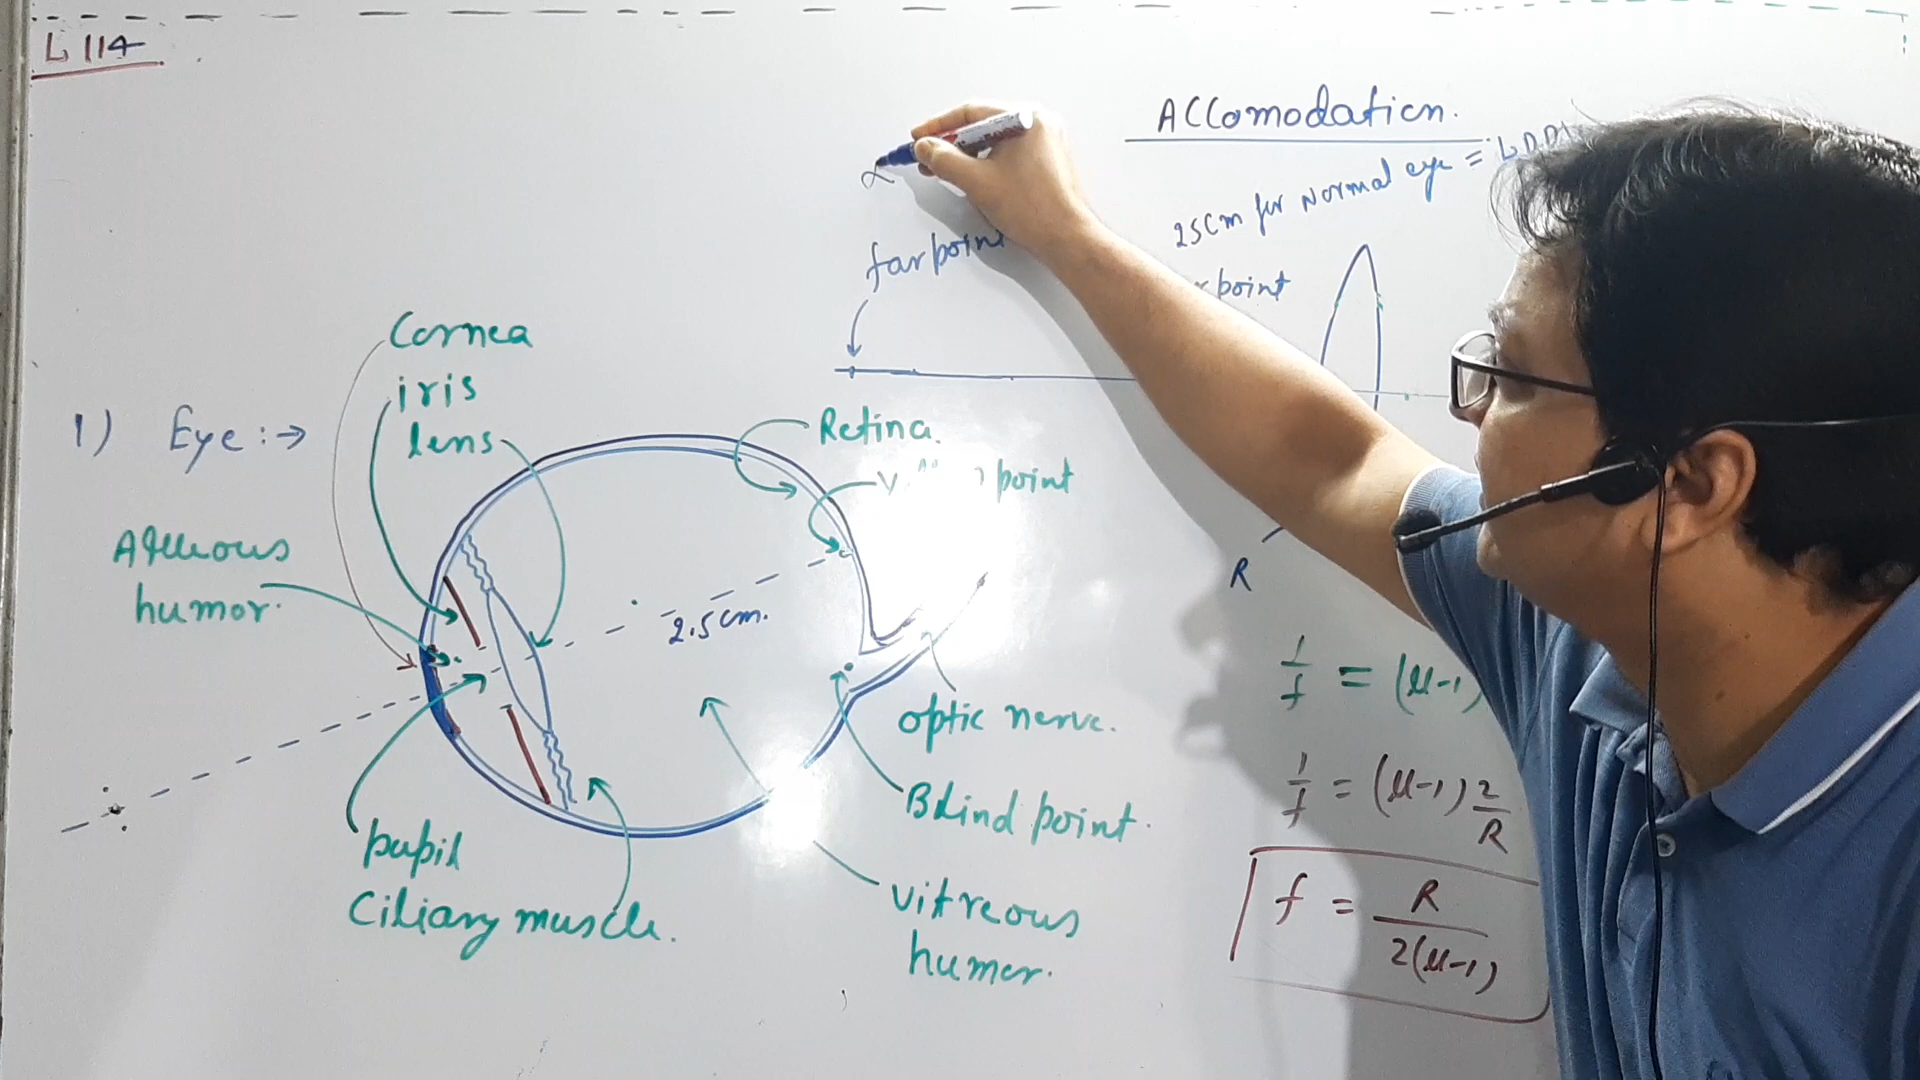 L 114
Accomodation.
25cm for Normal eye =
far point
point
Cornea
iris
lens
1) Eye :→
Retina.
point
Aqueous
humor.
2.5cm.
R
optic nerve.
Blind point.
pupil
Ciliary muscle.
vitreous
humor.
1/f = (μ-1)
1/f = (μ-1) 2/R
f = R/2(μ-1)